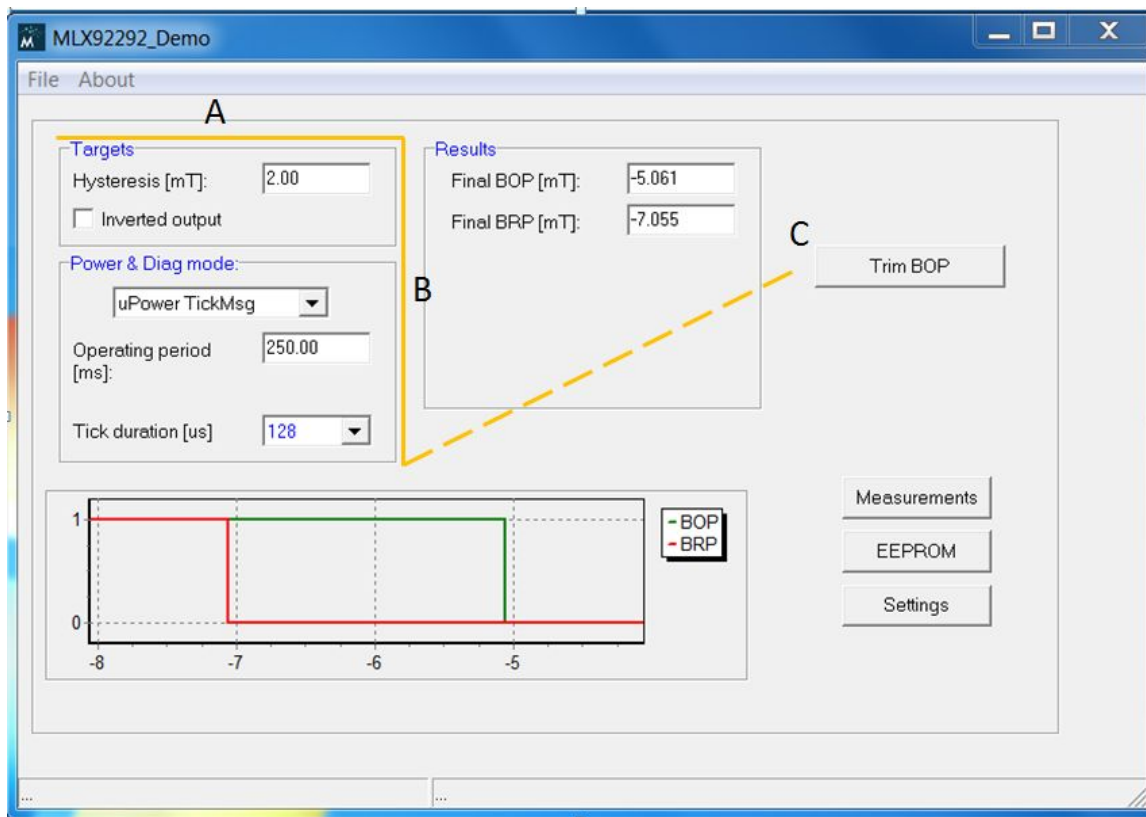 MLX92292_Demo
File About
A
Targets
Hysteresis [mT]: 2.00
Inverted output
Results
Final BOP [mT]: -5.061
Final BRP [mT]: -7.055
C
Trim BOP
Power & Diag mode:
uPower TickMsg
B
Operating period [ms]: 250.00
Tick duration [us] 128
1
0
-8 -7 -6 -5
BOP
BRP
Measurements
EEPROM
Settings
... ...